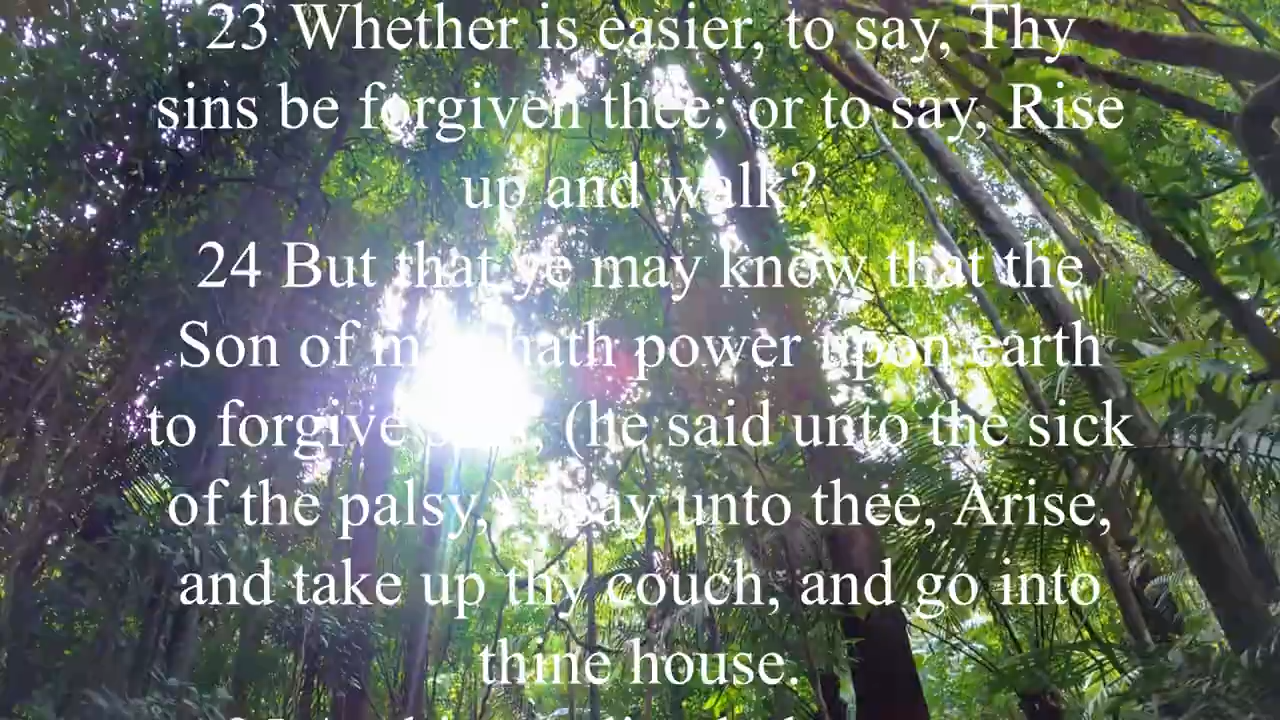 23 Whether is easier, to say, Thy
sins be forgiven thee; or to say, Rise
up and walk?
24 But that ye may know that the
Son of man hath power upon earth
to forgive sins, (he said unto the sick
of the palsy,) I say unto thee, Arise,
and take up thy couch, and go into
thine house.